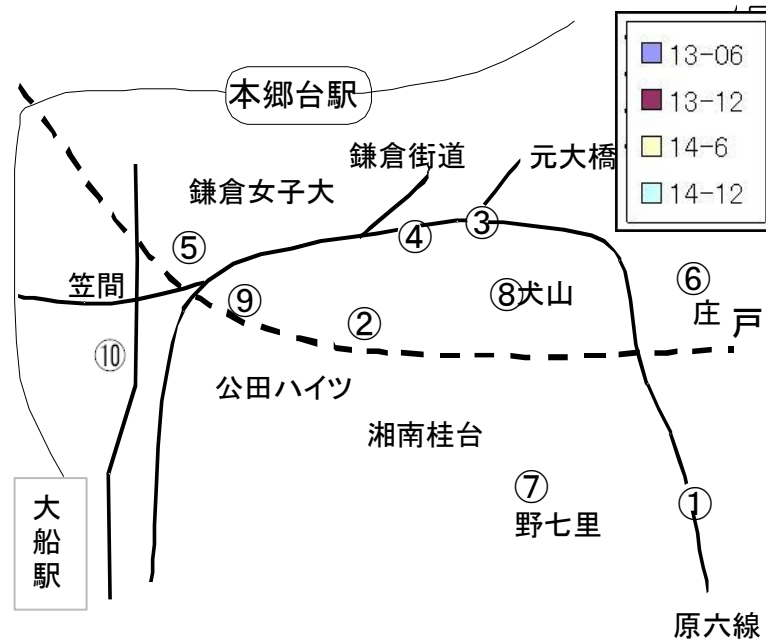 13-06
13-12
14-6
14-12
本郷台駅
鎌倉街道
元大橋
鎌倉女子大
③
④
⑤
笠間
⑥
⑧犬山
庄戸
⑨
②
⑩
公田ハイツ
湘南桂台
⑦
野七里
①
大船駅
原六線